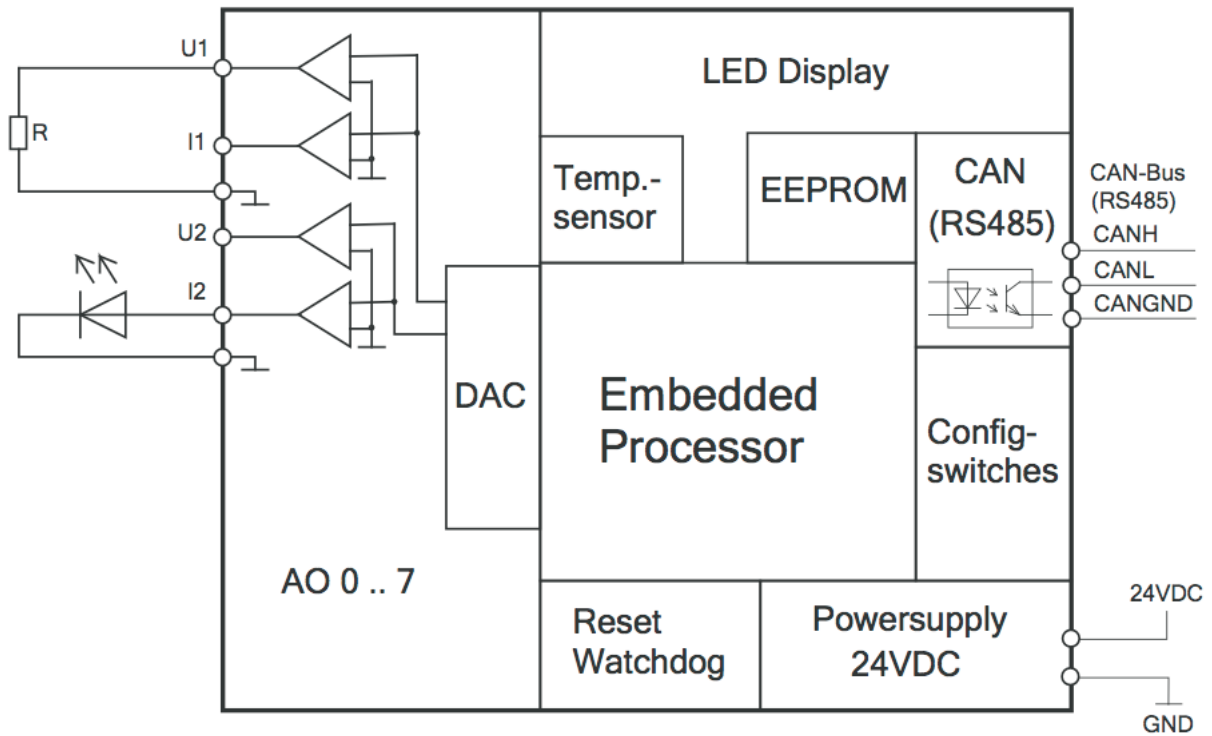 U1
R
I1
U2
I2
LED Display
Temp.-
sensor
EEPROM
CAN
(RS485)
CAN-Bus
(RS485)
CANH
CANL
CANGND
DAC
Embedded
Processor
Config-
switches
AO 0 .. 7
Reset
Watchdog
Powersupply
24VDC
24VDC
GND